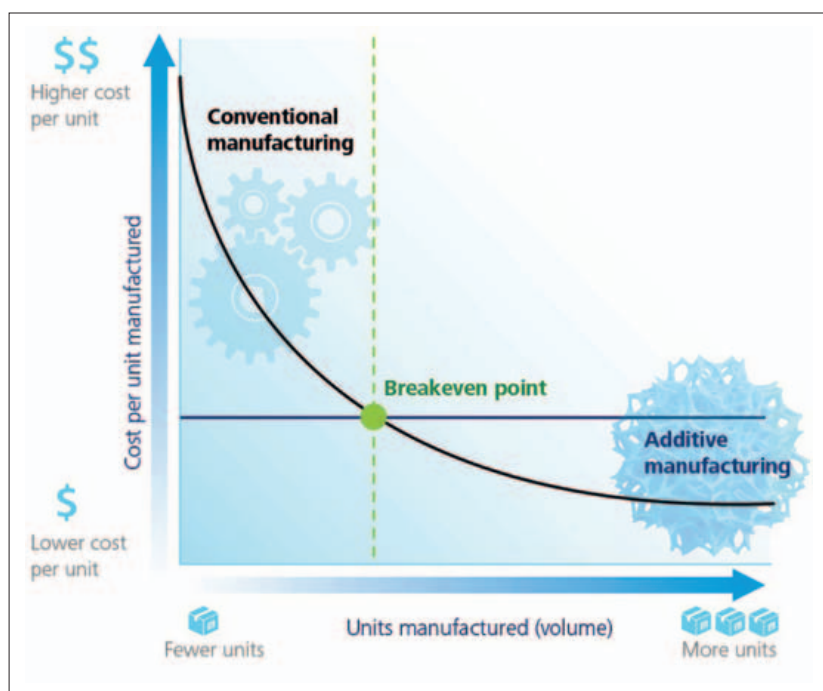 $$
Higher cost
per unit
Conventional
manufacturing
Cost per unit manufactured
Breakeven point
Additive
manufacturing
$
Lower cost
per unit
Units manufactured (volume)
Fewer units
More units